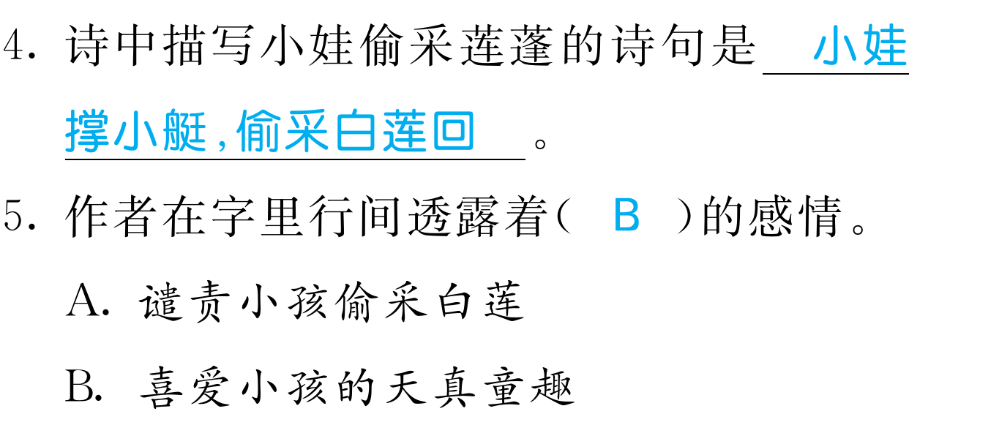 4. 诗中描写小娃偷采莲蓬的诗句是 小娃
撑小艇,偷采白莲回 。
5. 作者在字里行间透露着( B )的感情。
A. 谴责小孩偷采白莲
B. 喜爱小孩的天真童趣